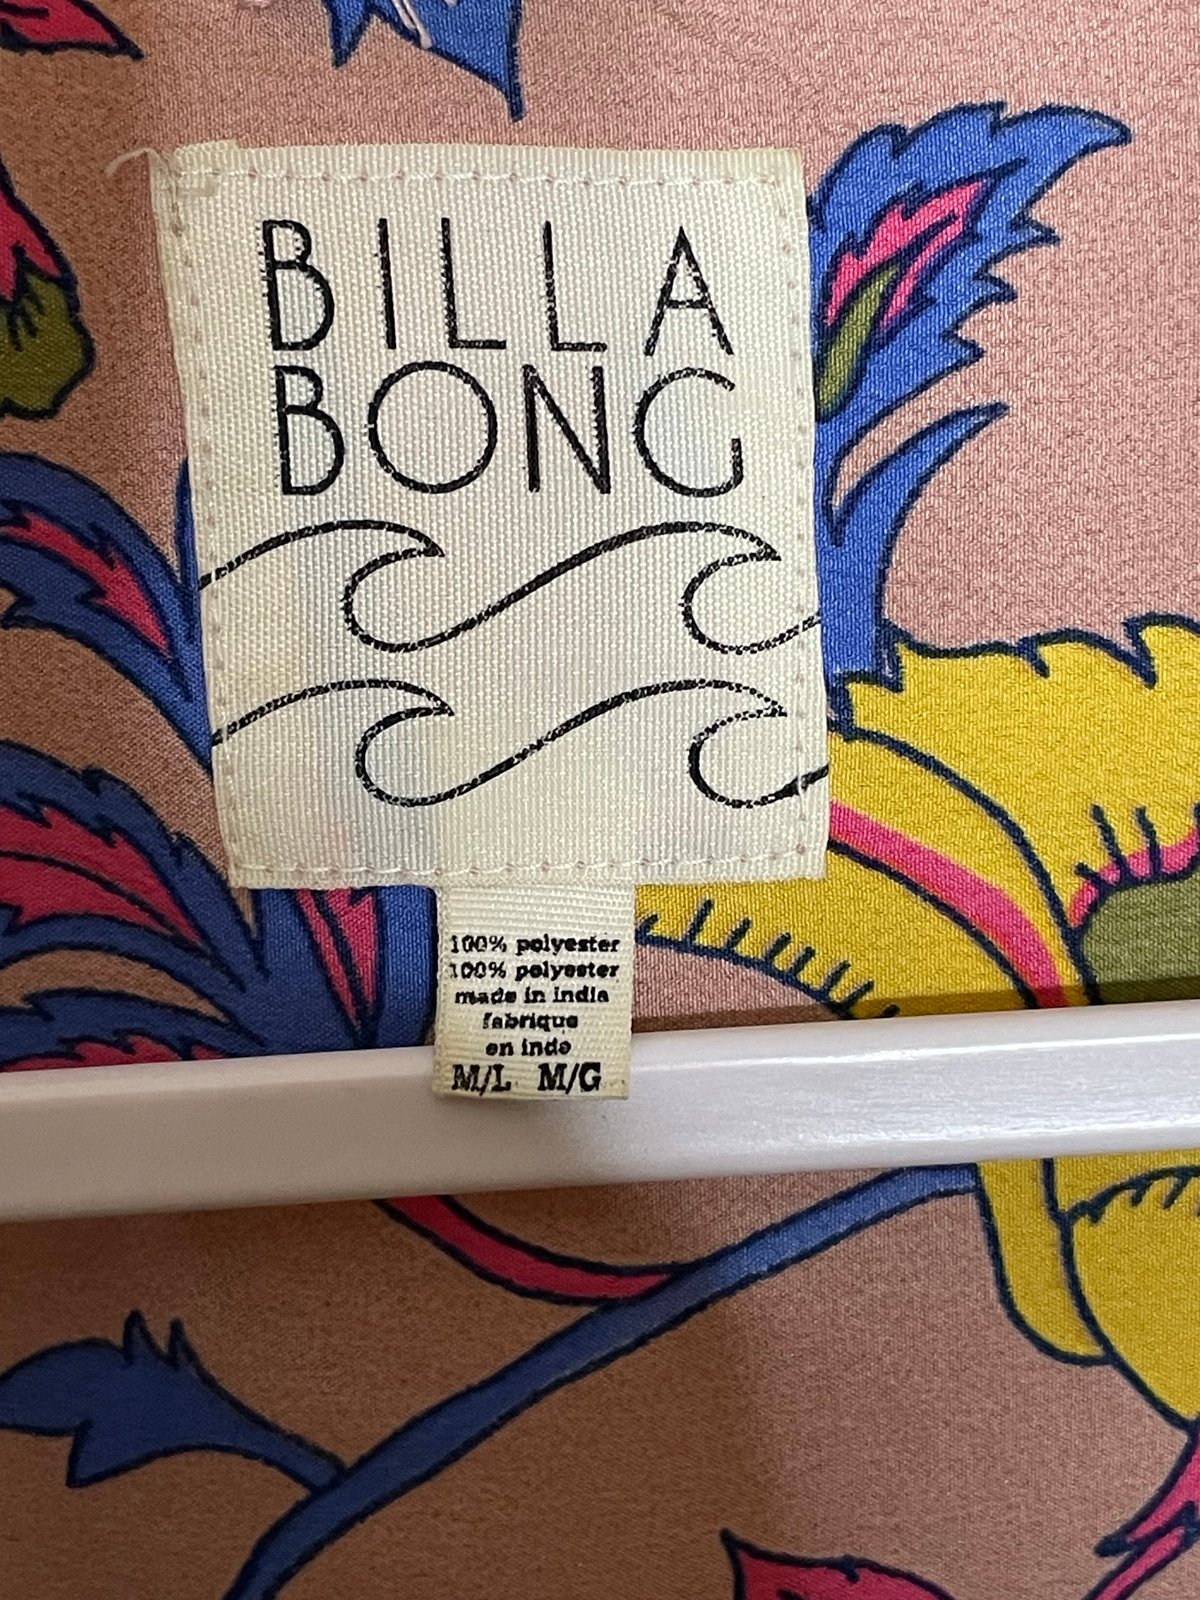 BILLA
BONG
100% polyester
100% polyester
made in india
fabrique
en inde
M/L M/G